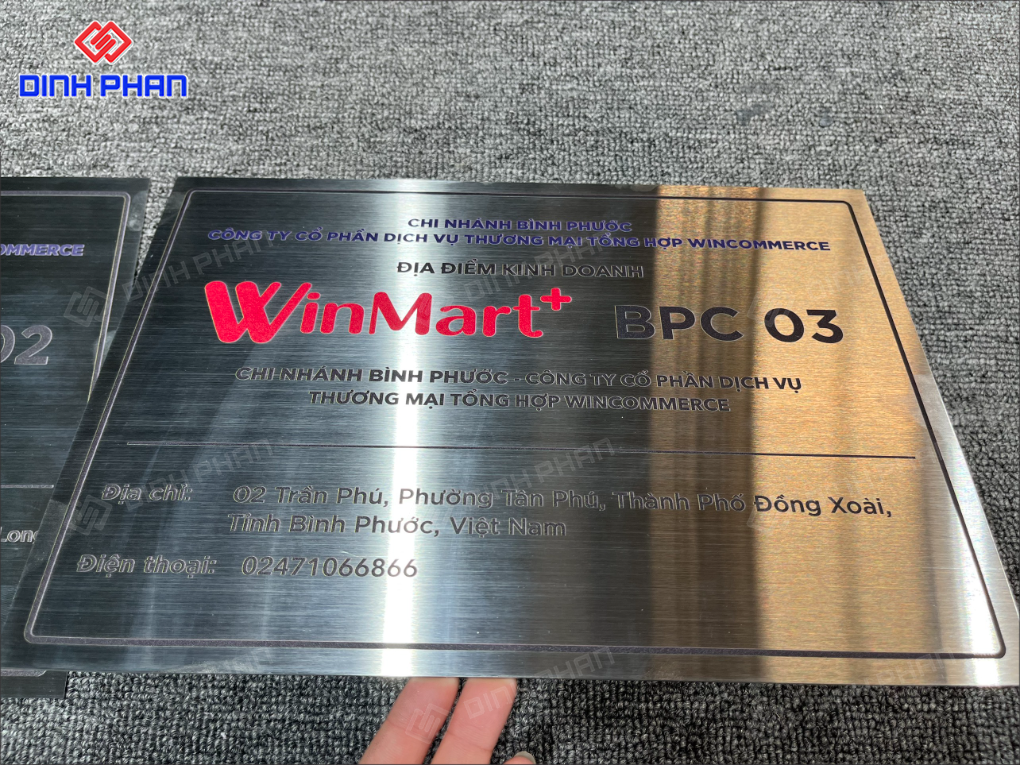 DINH PHAN
CHI NHÁNH BÌNH PHƯỚC
CÔNG TY CỔ PHẦN DỊCH VỤ THƯƠNG MẠI TỔNG HỢP WINCOMMERCE
ĐỊA ĐIỂM KINH DOANH
WinMart+ BPC 03
CHI NHÁNH BÌNH PHƯỚC - CÔNG TY CỔ PHẦN DỊCH VỤ
THƯƠNG MẠI TỔNG HỢP WINCOMMERCE
Địa chỉ: 02 Trần Phú, Phường Tân Phú, Thành Phố Đồng Xoài,
Tỉnh Bình Phước, Việt Nam
Điện thoại: 02471066866
OMMERCE
02
Long